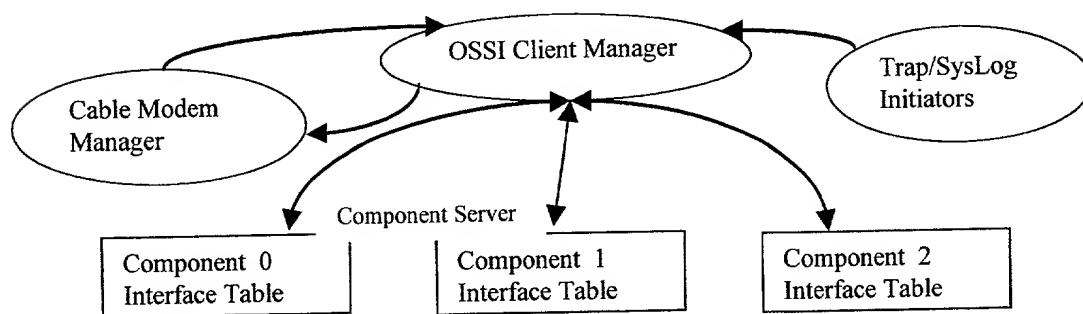 OSSI Client Manager
Trap/SysLog
Initiators
Cable Modem
Manager
Component Server
Component 0
Interface Table
Component 1
Interface Table
Component 2
Interface Table